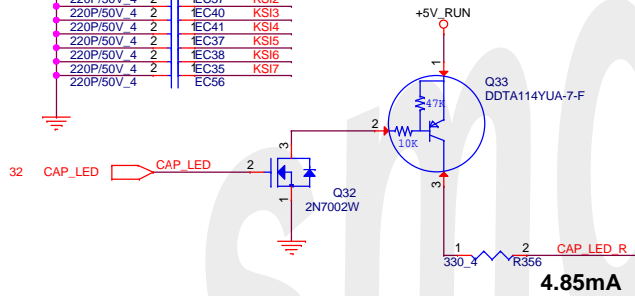 220P/50V_4 2 1 EC57 KSI2
220P/50V_4 2 1EC40 KSI3
220P/50V_4 2 1EC41 KSI4
220P/50V_4 2 1EC37 KSI5
220P/50V_4 2 1EC38 KSI6
220P/50V_4 2 1EC35 KSI7
220P/50V_4 EC56
+5V_RUN
1
Q33
DDTA114YUA-7-F
47K
2
10K
3
3
32 CAP_LED CAP_LED 2
Q32
1
2N7002W
1 2 CAP_LED_R
330_4 R356
4.85mA